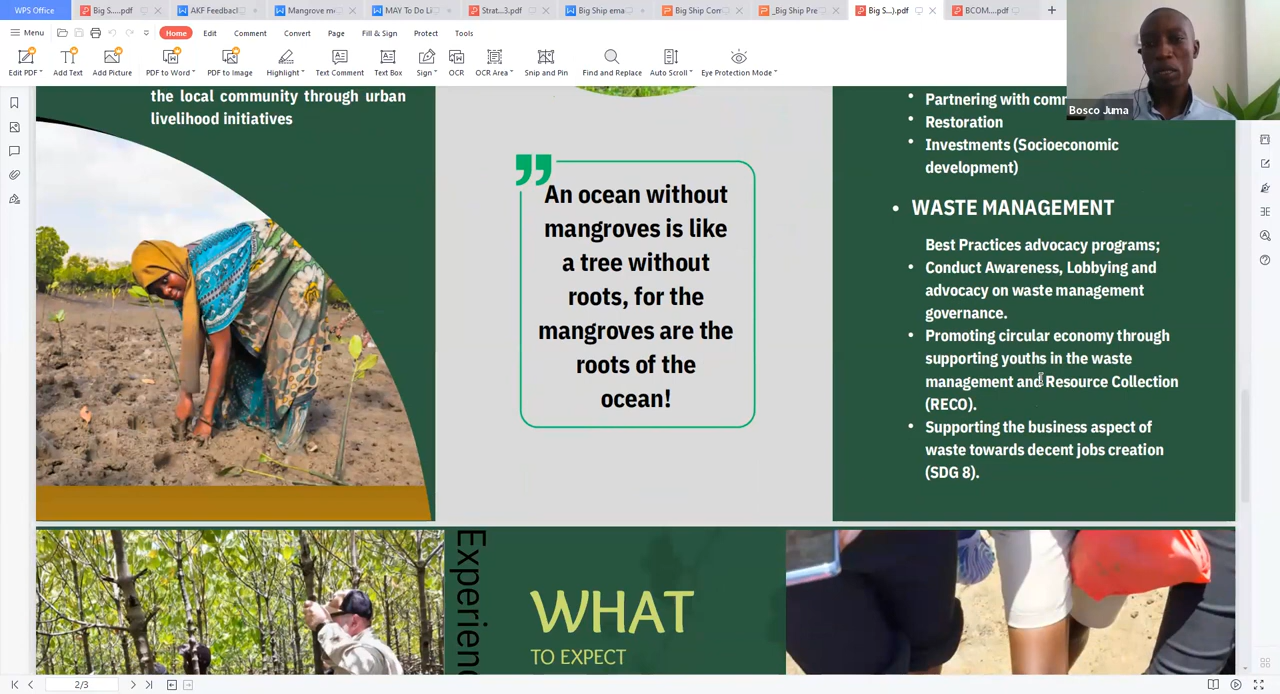 WPS Office
Big S.....pdf
AKF Feedbacl
Mangrove m
MAY To Do Li
Strat...3.pdf
Big Ship ema
Big Ship Con
_Big Ship Pre
Big S...).pdf
BCOM....pdf
Menu
Home
Edit
Comment
Convert
Page
Fill & Sign
Protect
Tools
Edit PDF
Add Text
Add Picture
PDF to Word
PDF to Image
Highlight
Text Comment
Text Box
Sign
OCR
OCR Area
Snip and Pin
Find and Replace
Auto Scroll
Eye Protection Mode
Bosco Juma
the local community through urban
livelihood initiatives
An ocean without
mangroves is like
a tree without
roots, for the
mangroves are the
roots of the
ocean!
• Partnering with com
• Restoration
• Investments (Socioeconomic
development)
• WASTE MANAGEMENT
Best Practices advocacy programs;
• Conduct Awareness, Lobbying and
advocacy on waste management
governance.
• Promoting circular economy through
supporting youths in the waste
management and Resource Collection
(RECO).
• Supporting the business aspect of
waste towards decent jobs creation
(SDG 8).
Experienc
WHAT
TO EXPECT
2/3